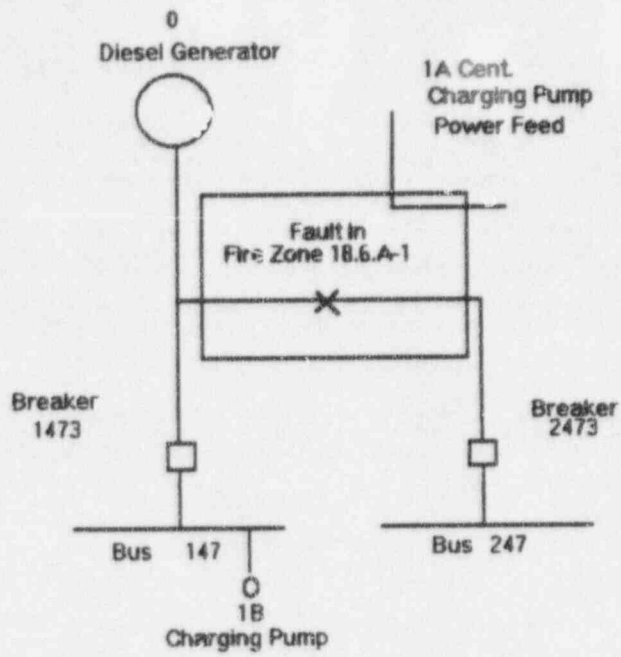 0
Diesel Generator
1A Cent.
Charging Pump
Power Feed
Fault in
Fire Zone 18.6.A-1
Breaker
1473
Breaker
2473
Bus 147
Bus 247
1B
Charging Pump